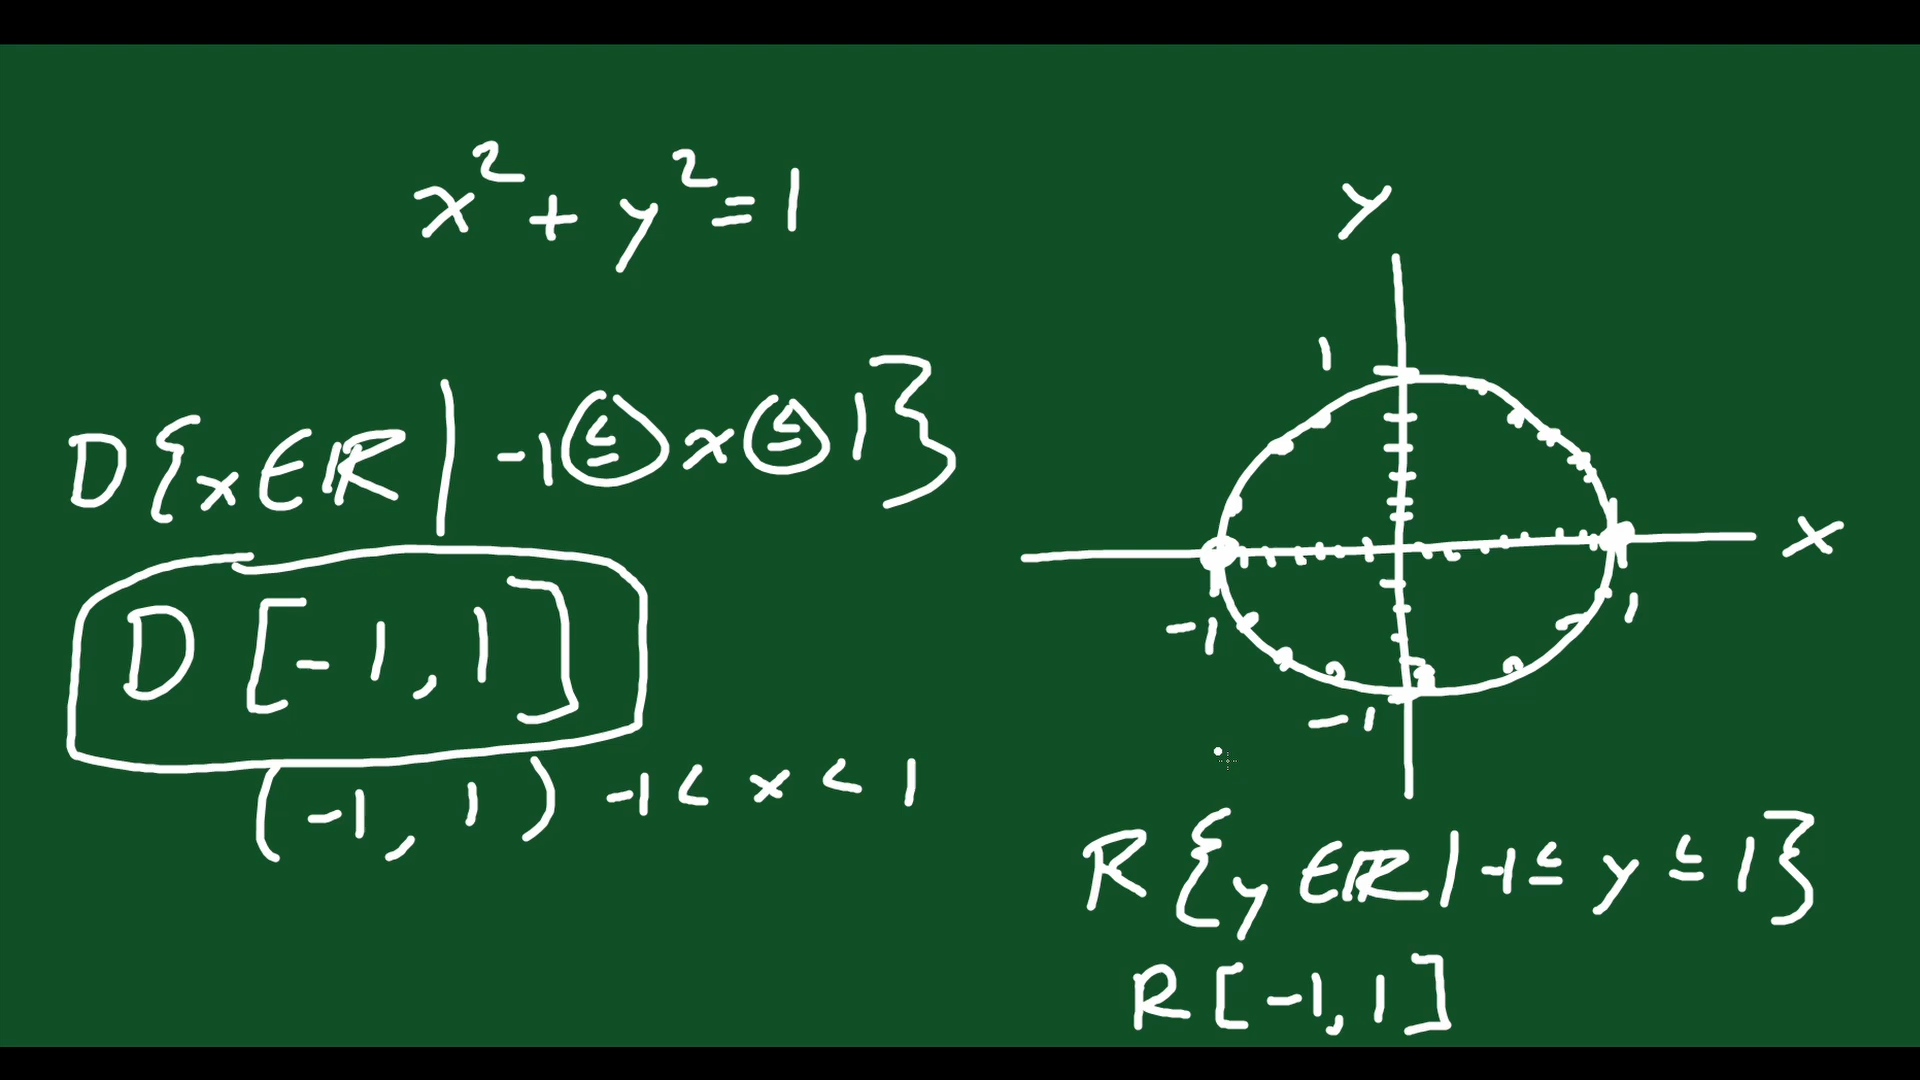 x² + y² = 1
D{x∈ℝ | -1 ≤ x ≤ 1}
D [-1, 1]
(-1, 1) -1 < x < 1
y
1
x
-1
1
-1
R{y∈ℝ | -1 ≤ y ≤ 1}
R[-1, 1]